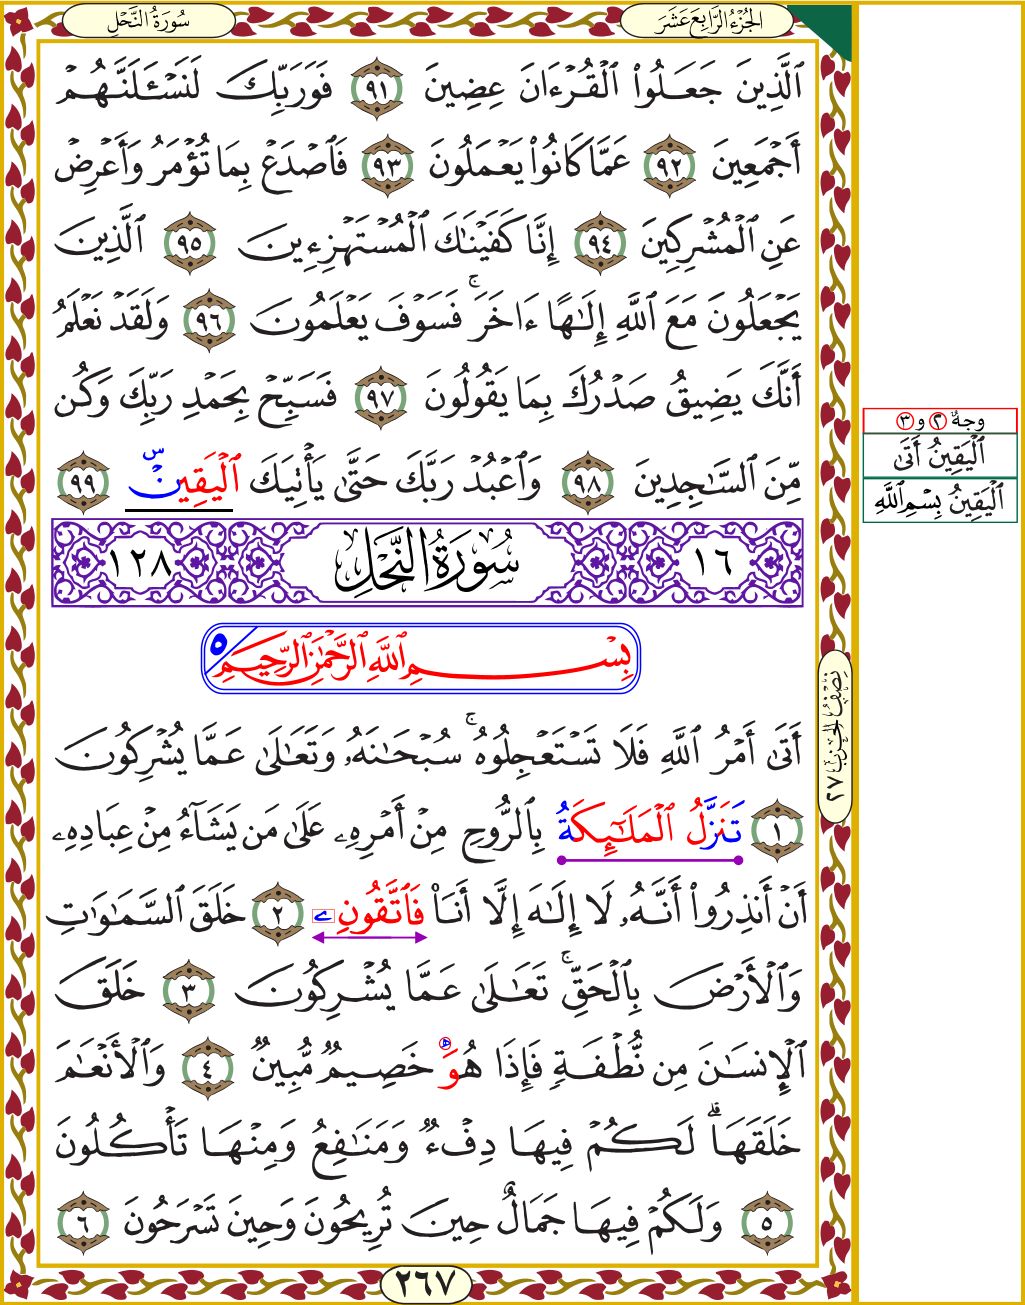 سُورَةُ النَّحْلِ
الجُزْءُ الرَّابِعَ عَشَرَ
ٱلَّذِينَ جَعَلُوا۟ ٱلْقُرْءَانَ عِضِينَ ٩١ فَوَرَبِّكَ لَنَسْـَٔلَنَّهُمْ
أَجْمَعِينَ ٩٢ عَمَّا كَانُوا۟ يَعْمَلُونَ ٩٣ فَٱصْدَعْ بِمَا تُؤْمَرُ وَأَعْرِضْ
عَنِ ٱلْمُشْرِكِينَ ٩٤ إِنَّا كَفَيْنَـٰكَ ٱلْمُسْتَهْزِءِينَ ٩٥ ٱلَّذِينَ
يَجْعَلُونَ مَعَ ٱللَّهِ إِلَـٰهًا ءَاخَرَ ۚ فَسَوْفَ يَعْلَمُونَ ٩٦ وَلَقَدْ نَعْلَمُ
أَنَّكَ يَضِيقُ صَدْرُكَ بِمَا يَقُولُونَ ٩٧ فَسَبِّحْ بِحَمْدِ رَبِّكَ وَكُن
مِّنَ ٱلسَّـٰجِدِينَ ٩٨ وَٱعْبُدْ رَبَّكَ حَتَّىٰ يَأْتِيَكَ ٱلْيَقِينُ س ٩٩
١٦ سُورَةُ النَّحْلِ ١٢٨
بِسْمِ ٱللَّهِ ٱلرَّحْمَـٰنِ ٱلرَّحِيمِ ٥
أَتَىٰٓ أَمْرُ ٱللَّهِ فَلَا تَسْتَعْجِلُوهُ ۚ سُبْحَـٰنَهُۥ وَتَعَـٰلَىٰ عَمَّا يُشْرِكُونَ
١ تَنَزَّلُ ٱلْمَلَـٰٓئِكَةُ بِٱلرُّوحِ مِنْ أَمْرِهِۦ عَلَىٰ مَن يَشَآءُ مِنْ عِبَادِهِۦٓ
أَنْ أَنذِرُوٓا۟ أَنَّهُۥ لَآ إِلَـٰهَ إِلَّآ أَنَا۠ فَٱتَّقُونِۦ ٢ خَلَقَ ٱلسَّمَـٰوَٰتِ
وَٱلْأَرْضَ بِٱلْحَقِّ ۚ تَعَـٰلَىٰ عَمَّا يُشْرِكُونَ ٣ خَلَقَ
ٱلْإِنسَـٰنَ مِن نُّطْفَةٍ فَإِذَا هُوَ خَصِيمٌ مُّبِينٌ ٤ وَٱلْأَنْعَـٰمَ
خَلَقَهَا ۗ لَكُمْ فِيهَا دِفْءٌ وَمَنَـٰفِعُ وَمِنْهَا تَأْكُلُونَ
٥ وَلَكُمْ فِيهَا جَمَالٌ حِينَ تُرِيحُونَ وَحِينَ تَسْرَحُونَ ٦
٢٦٧
نِصْفُ الحِزْبِ ٢٧
وجهُ ٢ و ٣
ٱلْيَقِينُ أَتَىٰ
ٱلْيَقِينُ بِسْمِ ٱللَّهِ